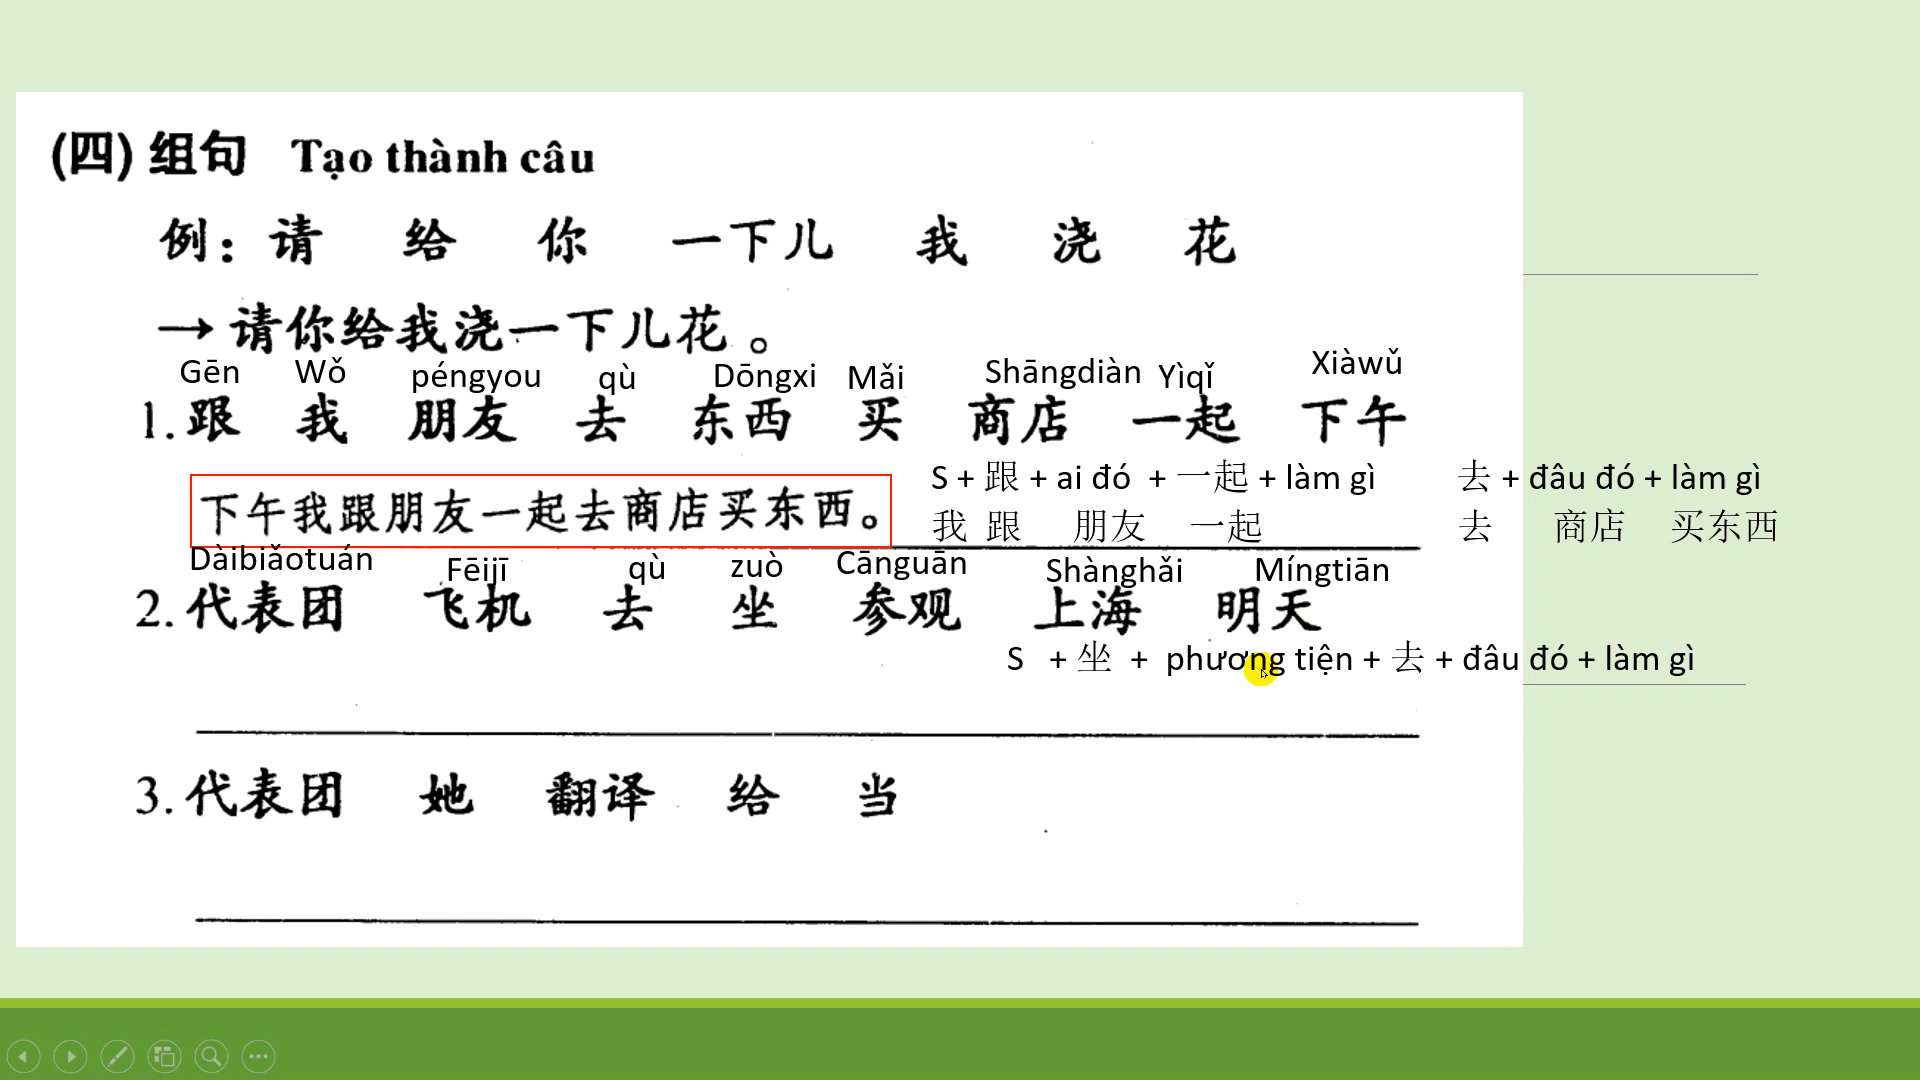 (四) 组句 Tạo thành câu
例：请 给 你 一下儿 我 浇 花
→ 请你给我浇一下儿花。
Gēn Wǒ péngyou qù Dōngxi Mǎi Shāngdiàn Yìqǐ Xiàwǔ
1. 跟 我 朋友 去 东西 买 商店 一起 下午
S + 跟 + ai đó + 一起 + làm gì 去 + đâu đó + làm gì
下午我跟朋友一起去商店买东西。
我 跟 朋友 一起 去 商店 买东西
Dàibiǎotuán Fēijī qù zuò Cānguān Shànghǎi Míngtiān
2. 代表团 飞机 去 坐 参观 上海 明天
S + 坐 + phương tiện + 去 + đâu đó + làm gì
3. 代表团 她 翻译 给 当